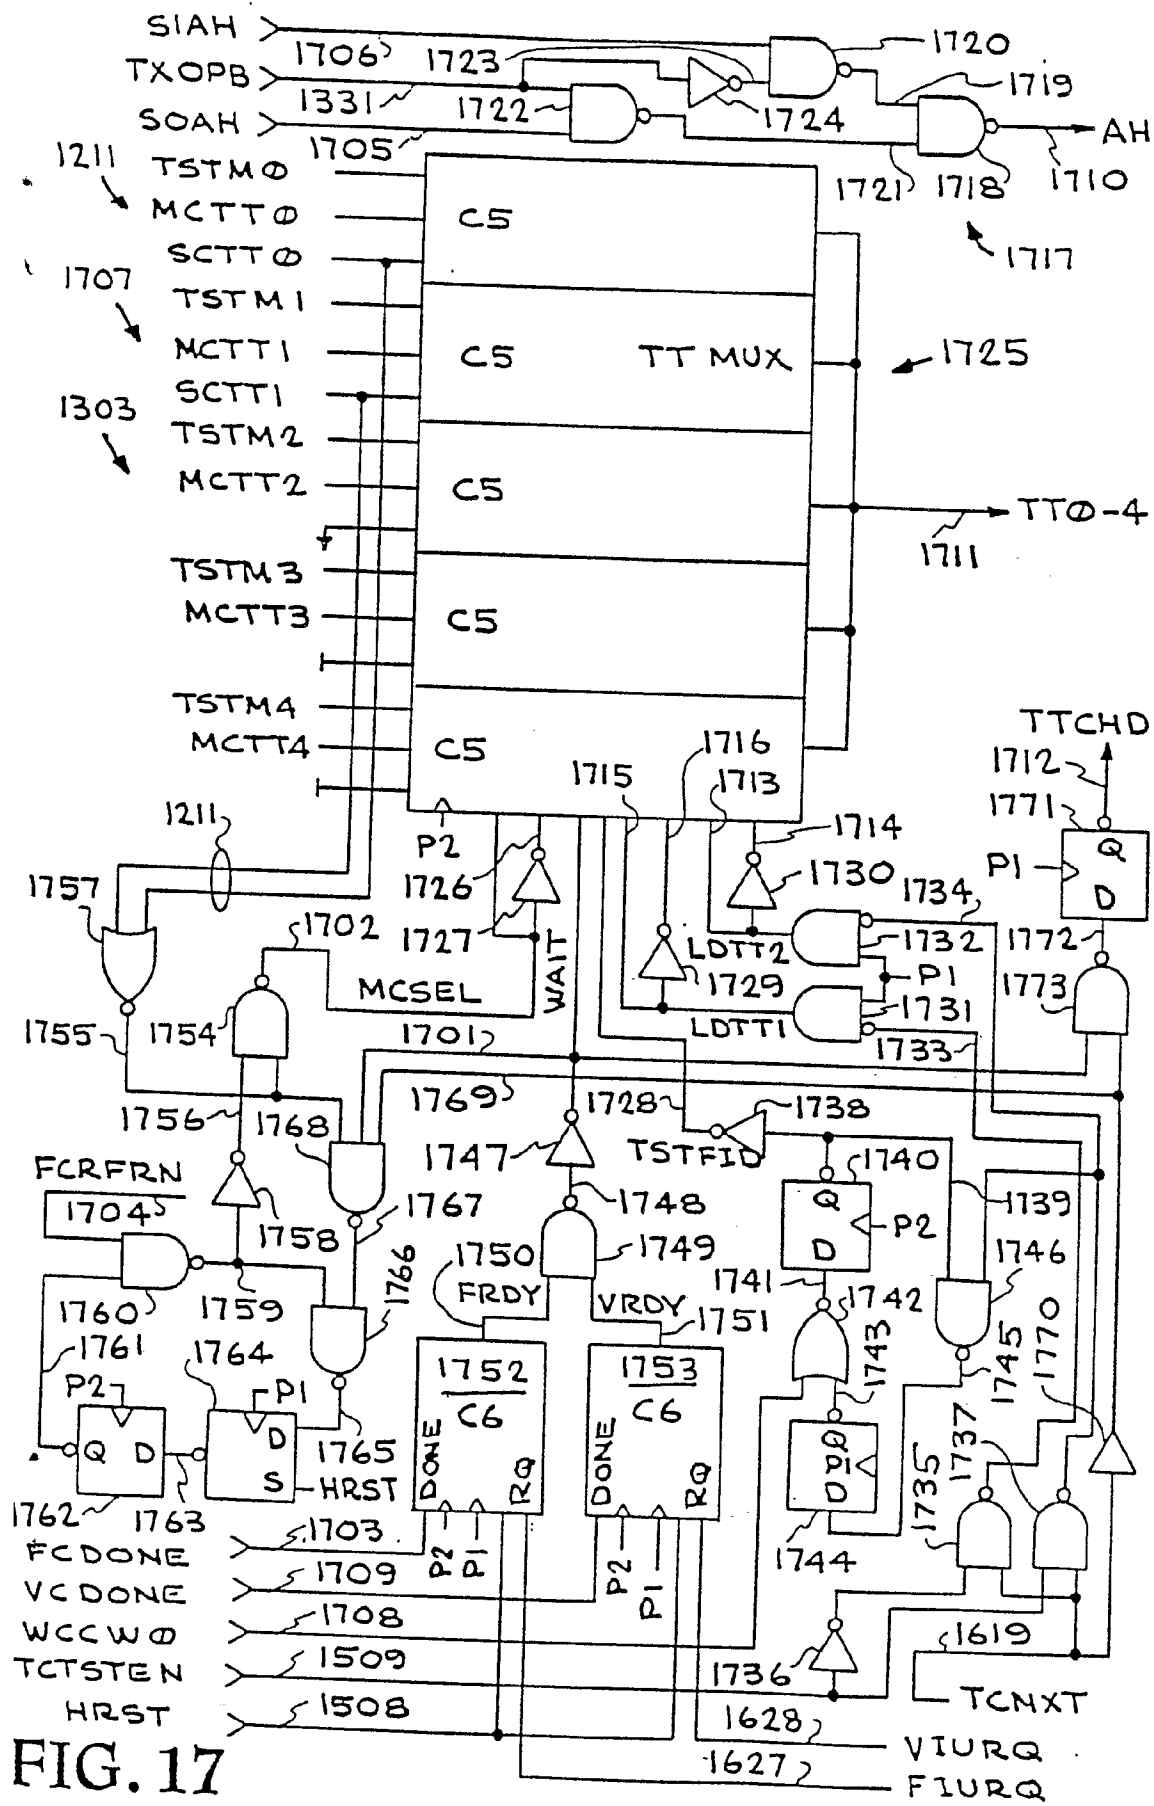 SIAH
1706
1723
1720
TXOPB
1331
1722
1724
1719
SOAH
1705
AH
1721
1718
1710
1717
1211
TSTMØ
MCTTØ
C5
SCTTØ
1707
TSTM1
MCTT1
C5
TT MUX
1725
SCTT1
1303
TSTM2
MCTT2
C5
TTØ-4
1711
TSTM3
MCTT3
C5
TSTM4
MCTT4
C5
1716
1715
1713
TTCHD
1712
1771
Q
P1
D
1211
P2
1726
1714
1730
1734
1757
1702
1727
WAIT
LDTT2
1732
1772
1729
P1
1773
MCSEL
1754
LDTT1
1731
1755
1701
1733
1756
1768
1769
1728
1738
TSTFID
FCRFRN
1704
1758
1747
1740
1767
1748
Q
P2
D
1739
1760
1759
1766
1750
FRDY
1749
VRDY
1751
1741
1742
1746
1761
1764
1743
1745
1770
P2
P1
Q
D
D
S
HRST
1765
1752
C6
DONE
RQ
1753
C6
DONE
RQ
Q
P1
D
1735
1737
1762
1763
1744
FCDONE
1703
P2
P1
P2
P1
VCDONE
1709
WCCWØ
1708
1619
TCTSTEN
1509
1736
TCNXT
HRST
1508
1628
VIURQ
1627
FIURQ
FIG. 17